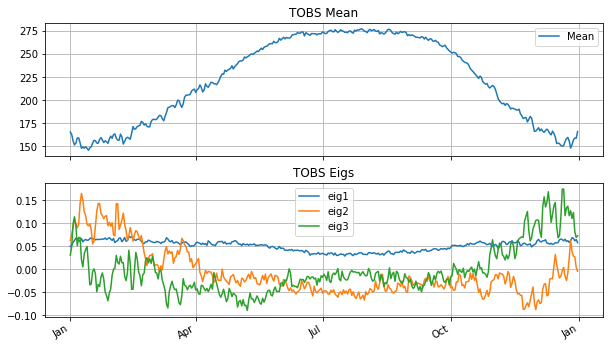 TOBS Mean
275
250
225
200
175
150
Mean
TOBS Eigs
0.15
0.10
0.05
0.00
−0.05
−0.10
eig1
eig2
eig3
Jan
Apr
Jul
Oct
Jan